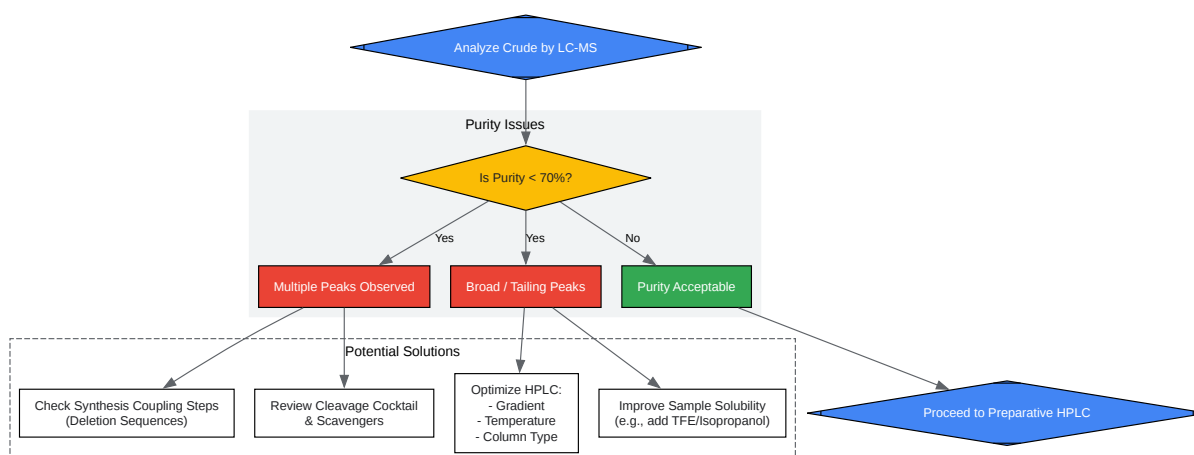 Analyze Crude by LC-MS
Purity Issues
Is Purity < 70%?
Yes
Yes
No
Multiple Peaks Observed
Broad / Tailing Peaks
Purity Acceptable
Potential Solutions
Check Synthesis Coupling Steps
(Deletion Sequences)
Review Cleavage Cocktail
& Scavengers
Optimize HPLC:
- Gradient
- Temperature
- Column Type
Improve Sample Solubility
(e.g., add TFE/Isopropanol)
Proceed to Preparative HPLC